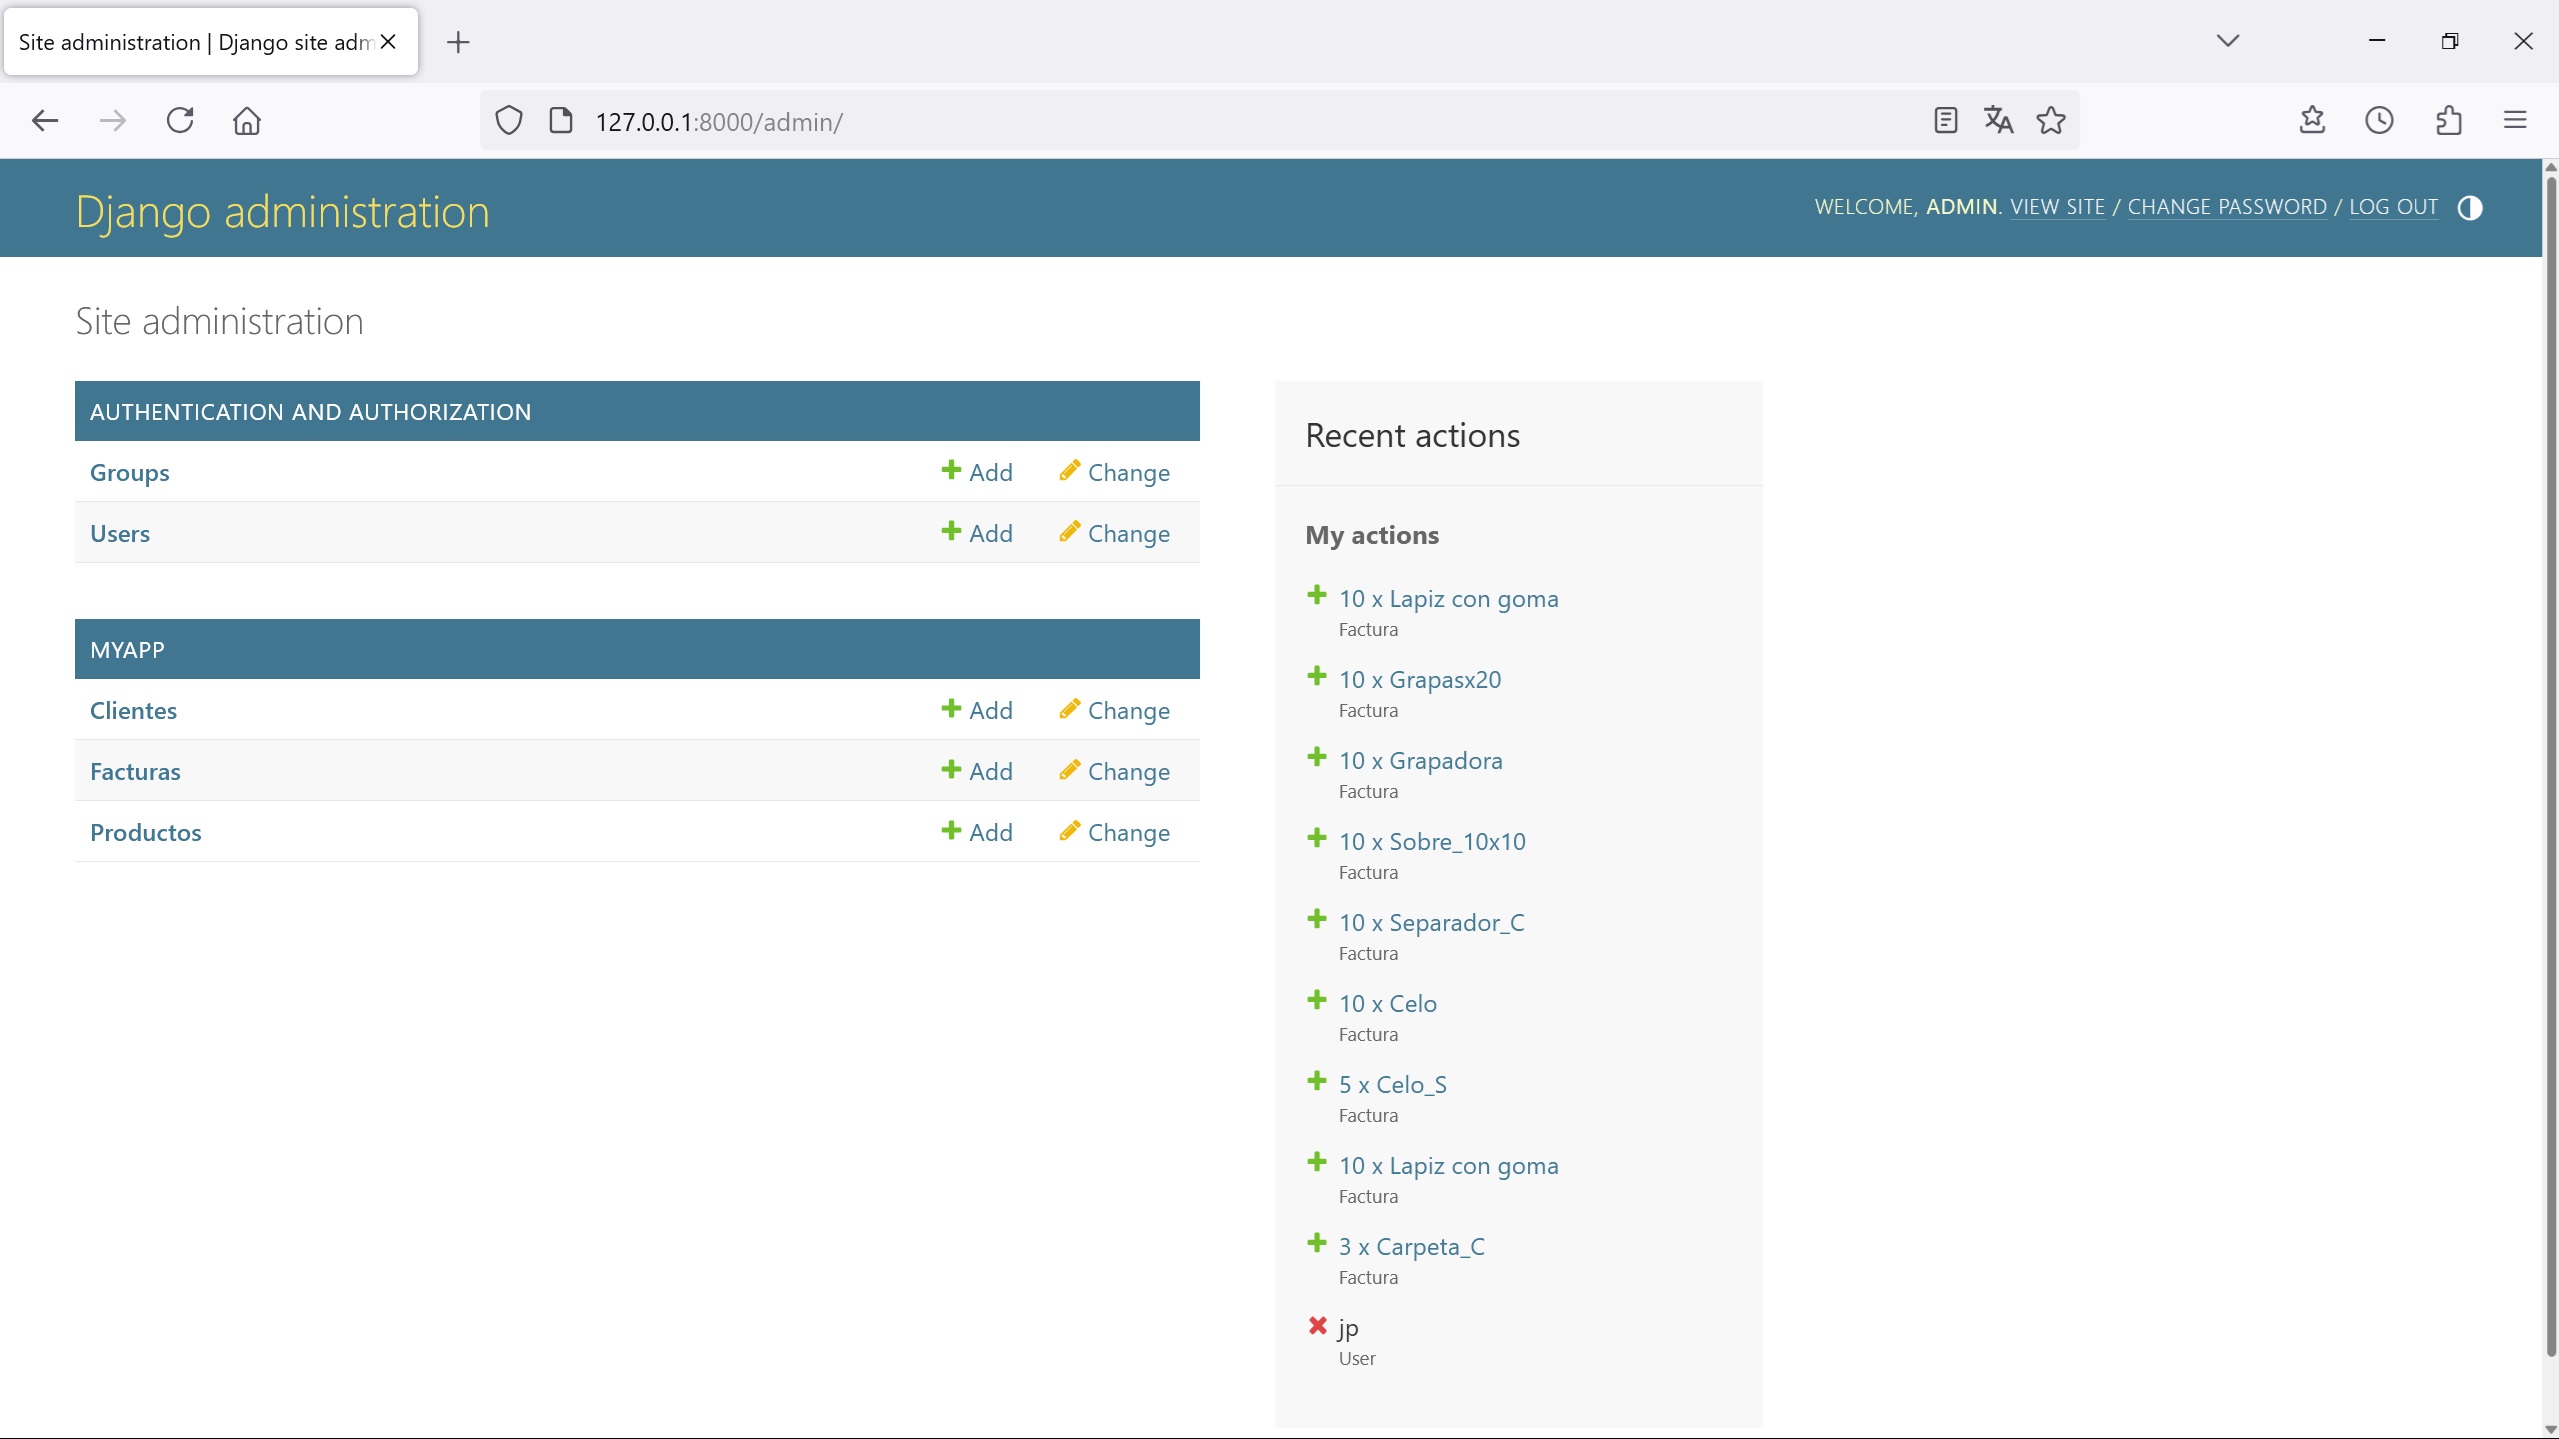 Site administration | Django site adm
127.0.0.1:8000/admin/
Django administration
WELCOME, ADMIN. VIEW SITE / CHANGE PASSWORD / LOG OUT
Site administration
AUTHENTICATION AND AUTHORIZATION
Groups Add Change
Users Add Change
MYAPP
Clientes Add Change
Facturas Add Change
Productos Add Change
Recent actions
My actions
10 x Lapiz con goma
Factura
10 x Grapasx20
Factura
10 x Grapadora
Factura
10 x Sobre_10x10
Factura
10 x Separador_C
Factura
10 x Celo
Factura
5 x Celo_S
Factura
10 x Lapiz con goma
Factura
3 x Carpeta_C
Factura
jp
User